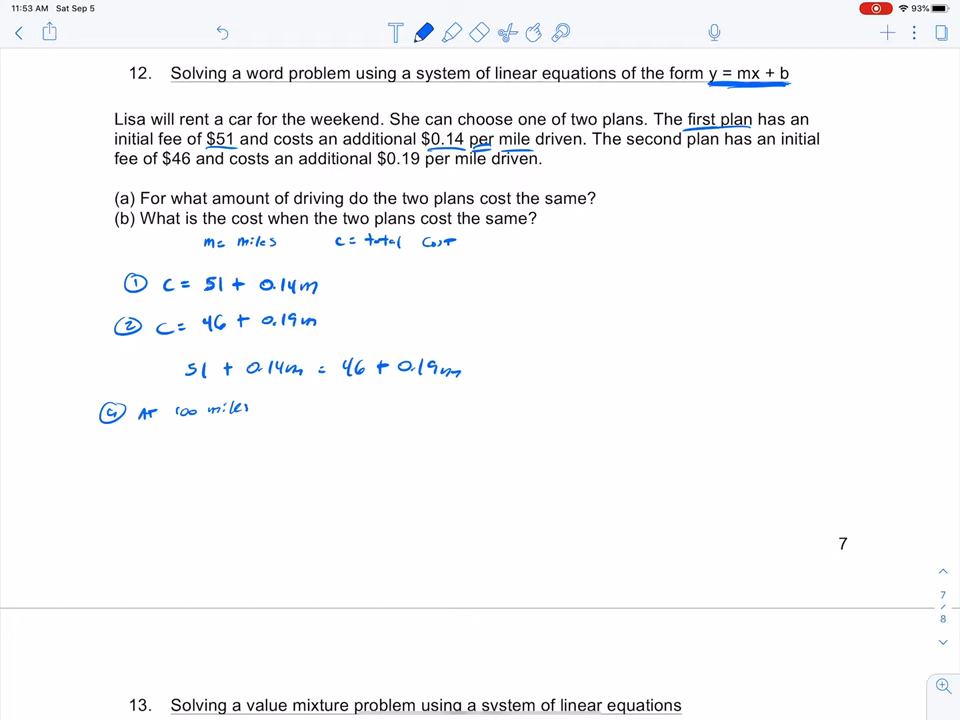 11:53 AM Sat Sep 5
93%
12. Solving a word problem using a system of linear equations of the form y = mx + b
Lisa will rent a car for the weekend. She can choose one of two plans. The first plan has an
initial fee of $51 and costs an additional $0.14 per mile driven. The second plan has an initial
fee of $46 and costs an additional $0.19 per mile driven.
(a) For what amount of driving do the two plans cost the same?
(b) What is the cost when the two plans cost the same?
m = miles c = total cost
① c = 51 + 0.14m
② c = 46 + 0.19m
51 + 0.14m = 46 + 0.19m
ⓐ At 100 miles
7
7
/
8
13. Solving a value mixture problem using a system of linear equations